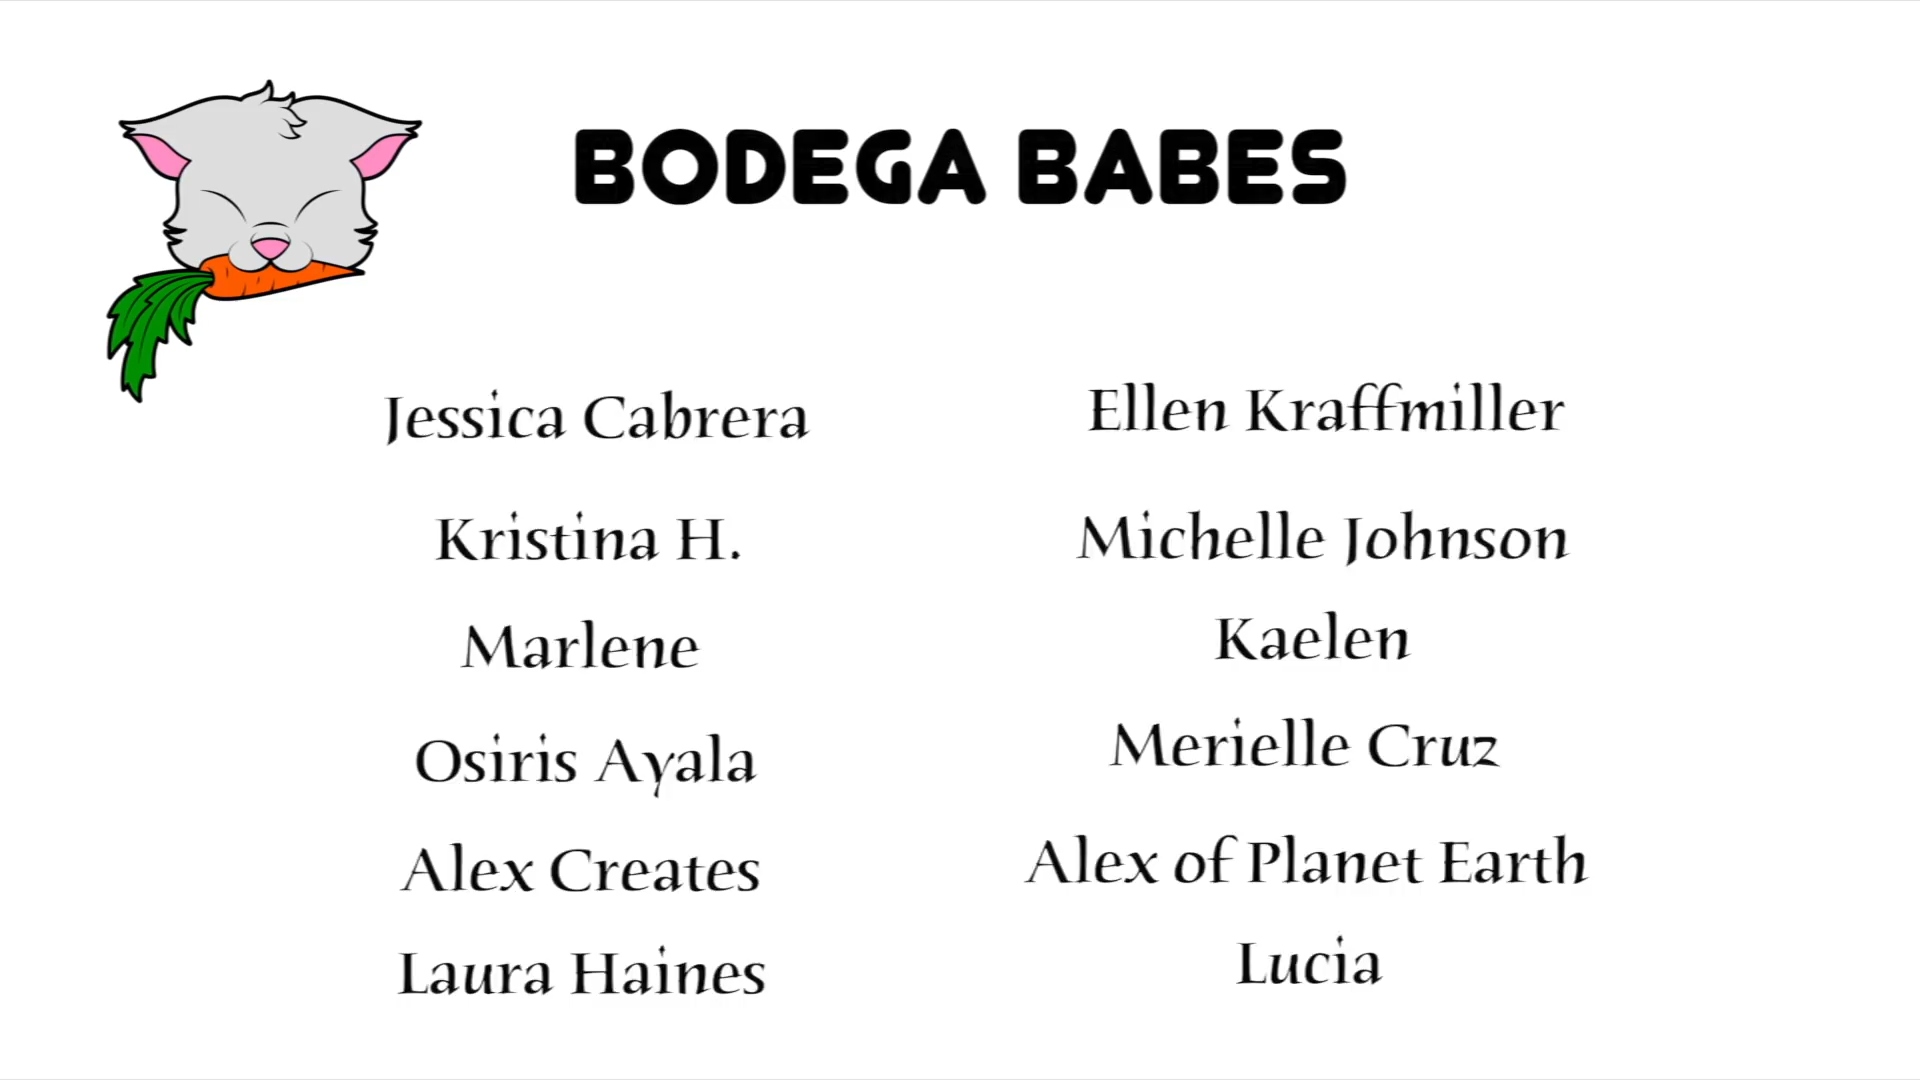 BODEGA BABES
Jessica Cabrera
Kristina H.
Marlene
Osiris Ayala
Alex Creates
Laura Haines
Ellen Kraffmiller
Michelle Johnson
Kaelen
Merielle Cruz
Alex of Planet Earth
Lucia